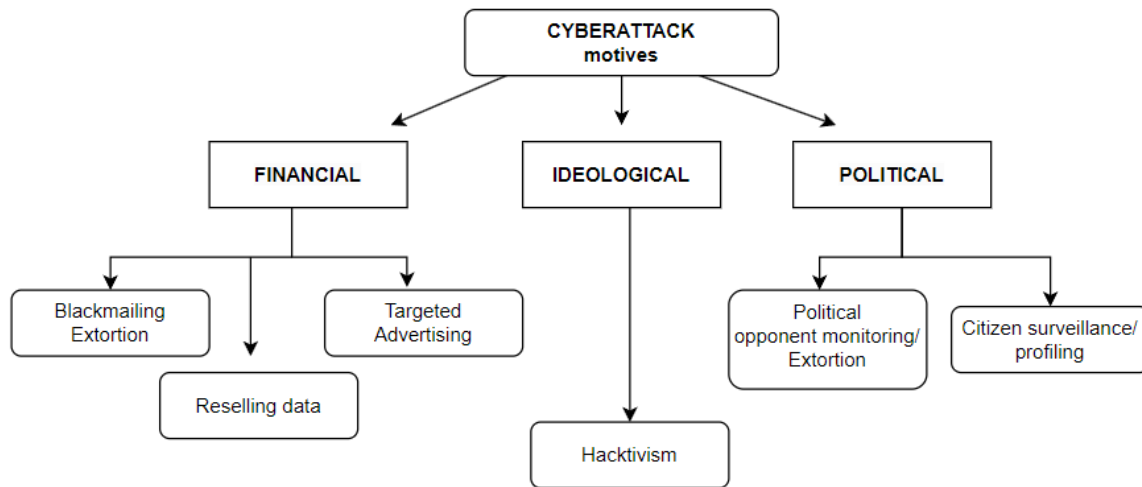 CYBERATTACK
motives
FINANCIAL
IDEOLOGICAL
POLITICAL
Blackmailing
Extortion
Targeted
Advertising
Political
opponent monitoring/
Extortion
Citizen surveillance/
profiling
Reselling data
Hacktivism